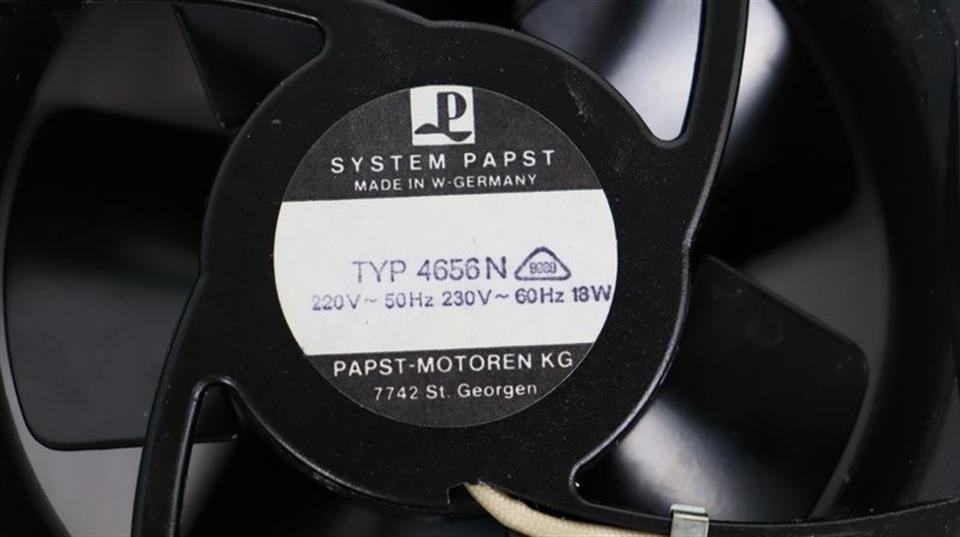 P
SYSTEM PAPST
MADE IN W-GERMANY
TYP 4656 N
220V~ 50Hz 230V~ 60Hz 18W
PAPST-MOTOREN KG
7742 St. Georgen